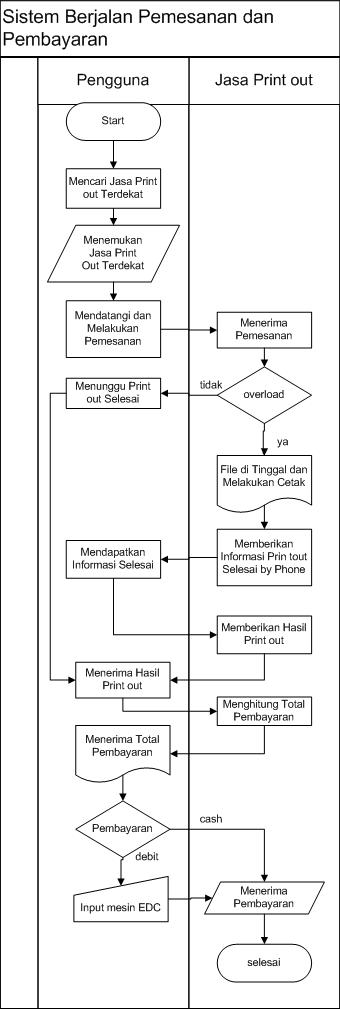 Sistem Berjalan Pemesanan dan
Pembayaran
Pengguna
Jasa Print out
Start
Mencari Jasa Print
out Terdekat
Menemukan
Jasa Print
Out Terdekat
Mendatangi dan
Melakukan
Pemesanan
Menerima
Pemesanan
Menunggu Print
out Selesai
tidak
overload
ya
File di Tinggal dan
Melakukan Cetak
Memberikan
Informasi Prin tout
Selesai by Phone
Mendapatkan
Informasi Selesai
Memberikan Hasil
Print out
Menerima Hasil
Print out
Menghitung Total
Pembayaran
Menerima Total
Pembayaran
Pembayaran
cash
debit
Input mesin EDC
Menerima
Pembayaran
selesai